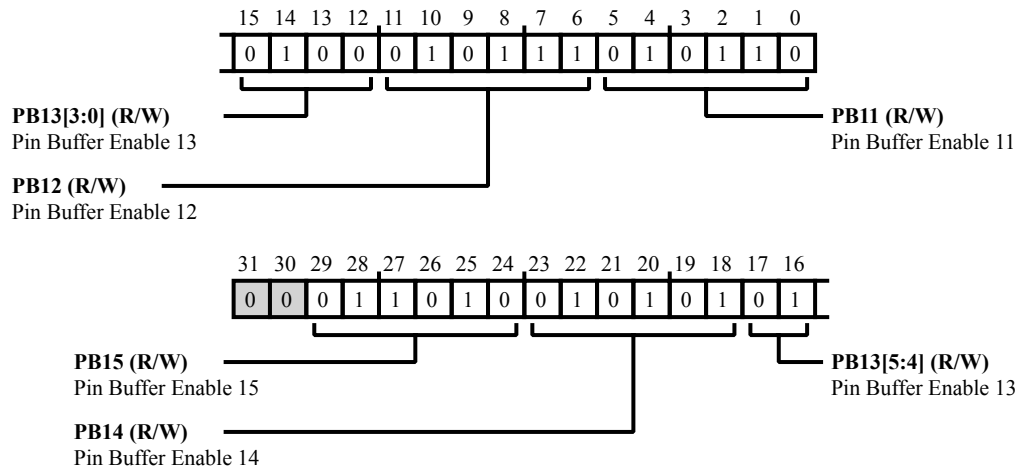 15 14 13 12 11 10 9 8 7 6 5 4 3 2 1 0
0 1 0 0 0 1 0 1 1 1 0 1 0 1 1 0
PB13[3:0] (R/W)
Pin Buffer Enable 13
PB11 (R/W)
Pin Buffer Enable 11
PB12 (R/W)
Pin Buffer Enable 12
31 30 29 28 27 26 25 24 23 22 21 20 19 18 17 16
0 0 0 1 1 0 1 0 0 1 0 1 0 1 0 1
PB15 (R/W)
Pin Buffer Enable 15
PB13[5:4] (R/W)
Pin Buffer Enable 13
PB14 (R/W)
Pin Buffer Enable 14